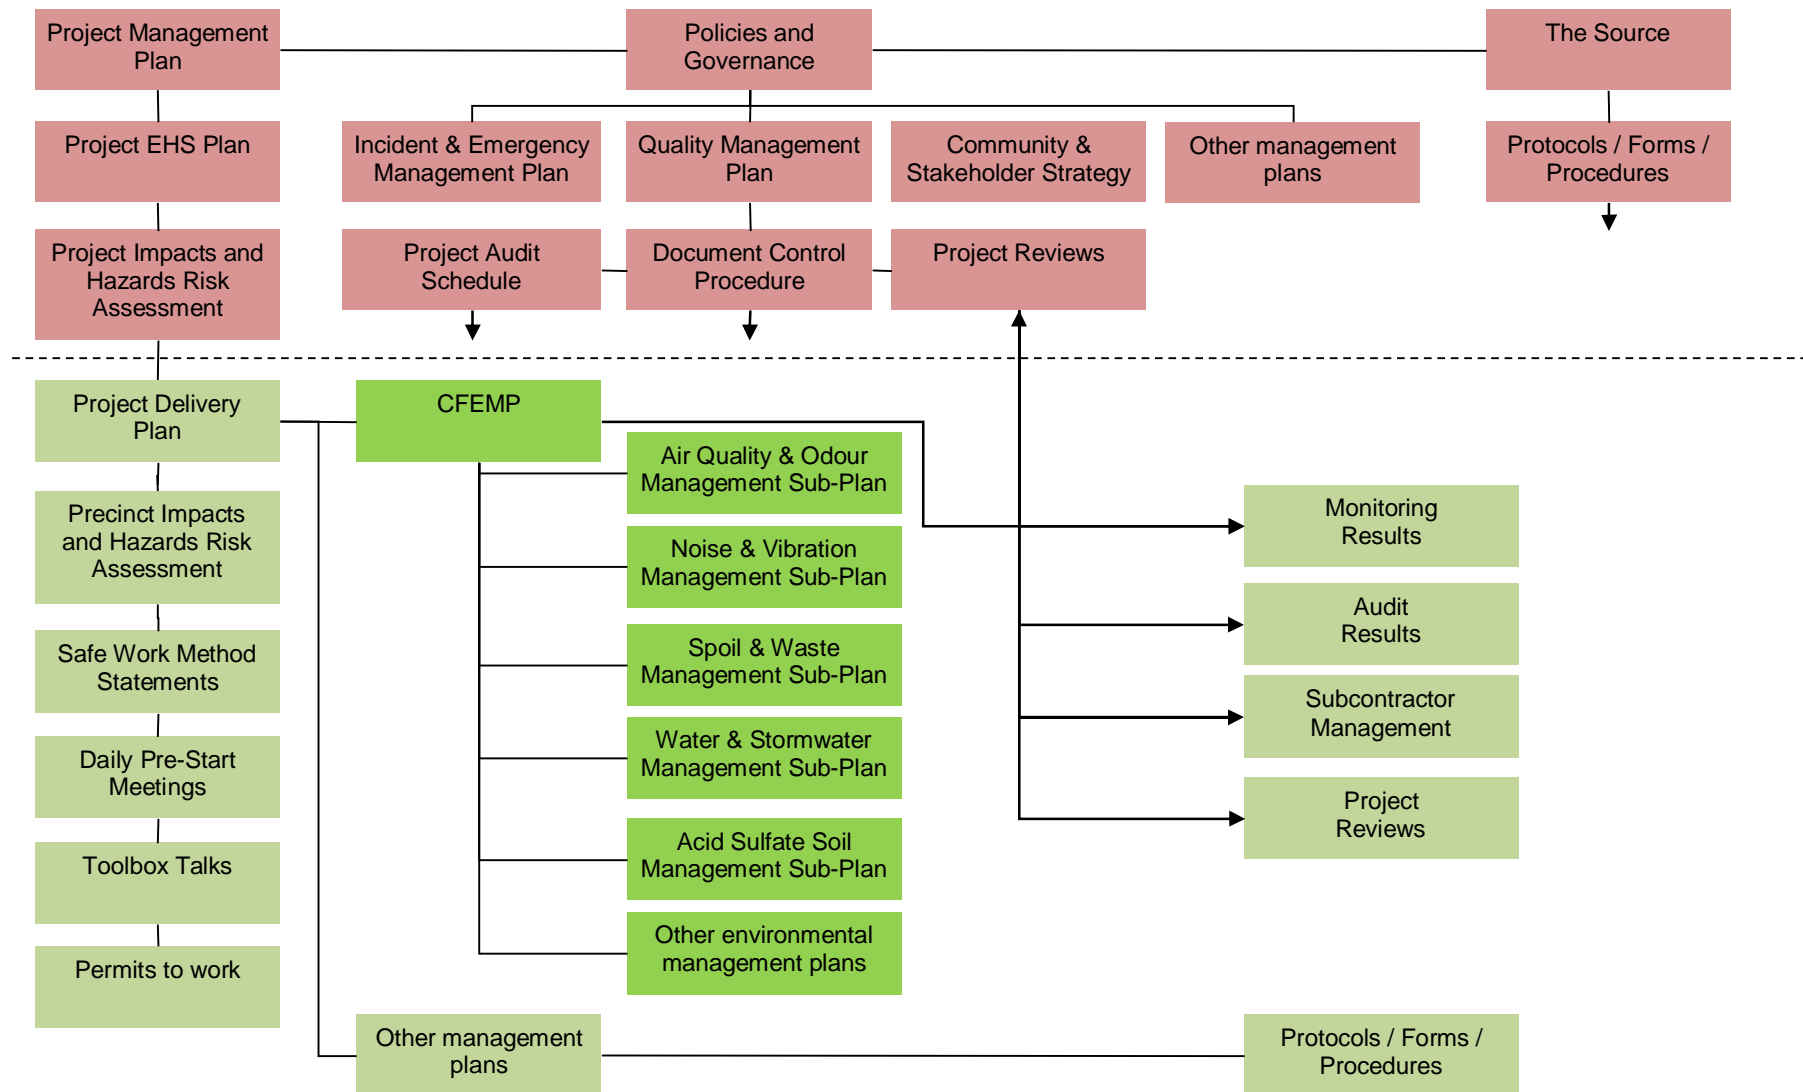 Project Management
Plan
Policies and
Governance
The Source
Project EHS Plan
Incident & Emergency
Management Plan
Quality Management
Plan
Community &
Stakeholder Strategy
Other management
plans
Protocols / Forms /
Procedures
Project Impacts and
Hazards Risk
Assessment
Project Audit
Schedule
Document Control
Procedure
Project Reviews
Project Delivery
Plan
CFEMP
Air Quality & Odour
Management Sub-Plan
Precinct Impacts
and Hazards Risk
Assessment
Monitoring
Results
Noise & Vibration
Management Sub-Plan
Audit
Results
Safe Work Method
Statements
Spoil & Waste
Management Sub-Plan
Subcontractor
Management
Daily Pre-Start
Meetings
Water & Stormwater
Management Sub-Plan
Project
Reviews
Toolbox Talks
Acid Sulfate Soil
Management Sub-Plan
Permits to work
Other environmental
management plans
Other management
plans
Protocols / Forms /
Procedures